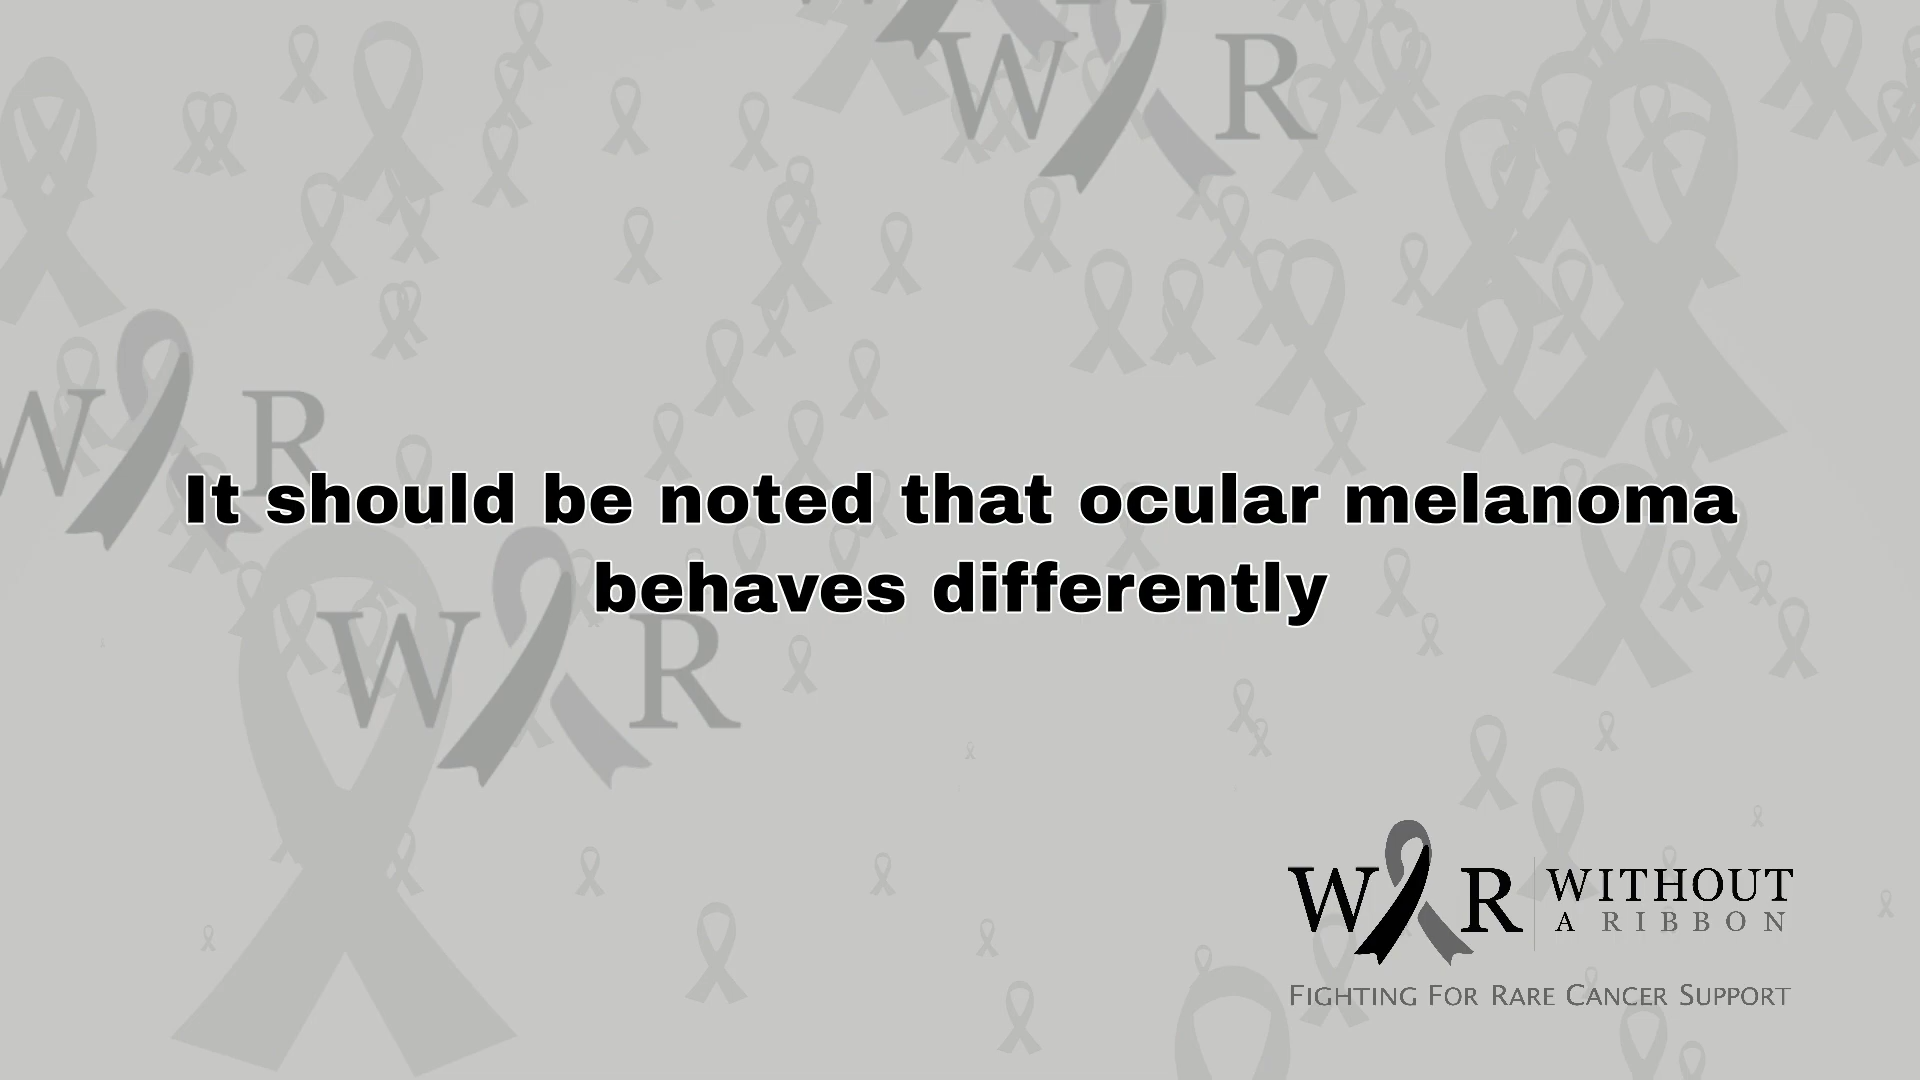 W R
W R
It should be noted that ocular melanoma
behaves differently
W R
W R WITHOUT
A RIBBON
FIGHTING FOR RARE CANCER SUPPORT